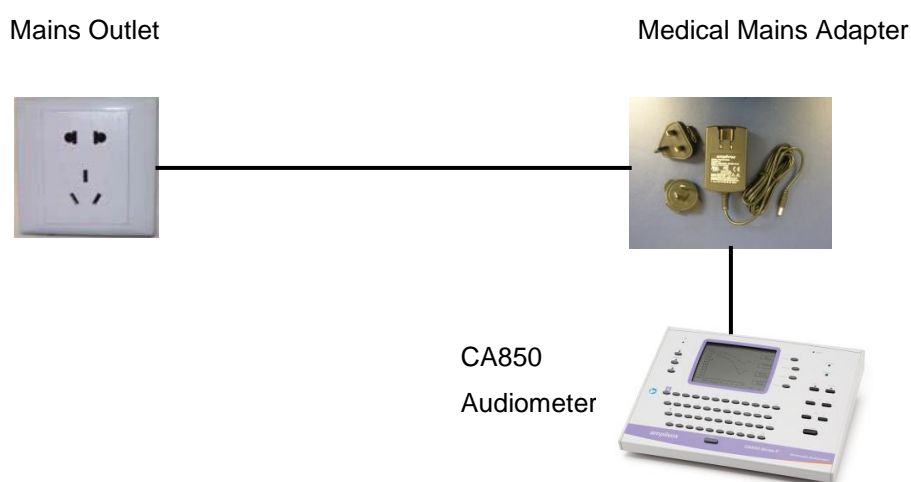 Mains Outlet
Medical Mains Adapter
CA850
Audiometer
amplivox